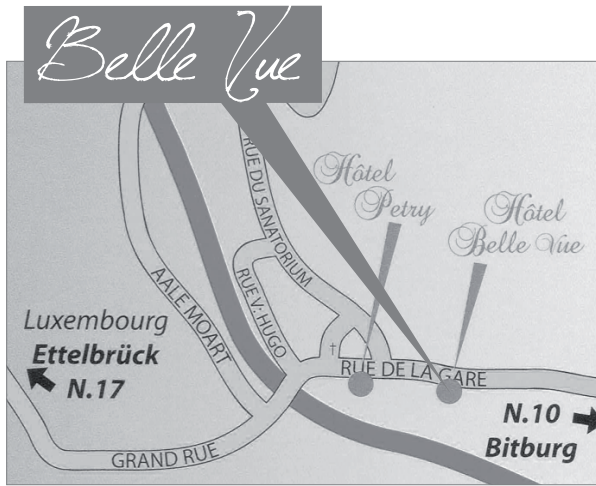 Belle Vue
RUE DU SANATORIUM
Hôtel
Petry
Hôtel
Belle Vue
AALE MOART
RUE V. HUGO
Luxembourg
Ettelbrück
N.17
RUE DE LA GARE
N.10
Bitburg
GRAND RUE